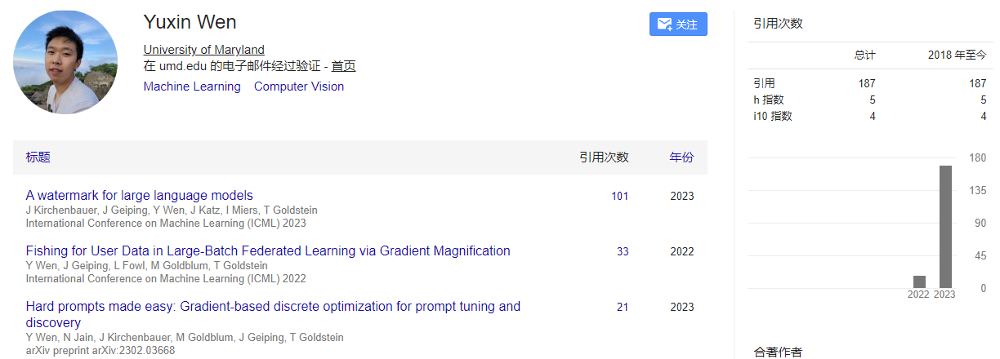 Yuxin Wen
关注
University of Maryland
在 umd.edu 的电子邮件经过验证 - 首页
Machine Learning Computer Vision
标题 引用次数 年份
A watermark for large language models 101 2023
J Kirchenbauer, J Geiping, Y Wen, J Katz, I Miers, T Goldstein
International Conference on Machine Learning (ICML) 2023
Fishing for User Data in Large-Batch Federated Learning via Gradient Magnification 33 2022
Y Wen, J Geiping, L Fowl, M Goldblum, T Goldstein
International Conference on Machine Learning (ICML) 2022
Hard prompts made easy: Gradient-based discrete optimization for prompt tuning and 21 2023
discovery
Y Wen, N Jain, J Kirchenbauer, M Goldblum, J Geiping, T Goldstein
arXiv preprint arXiv:2302.03668
引用次数
总计 2018 年至今
引用 187 187
h 指数 5 5
i10 指数 4 4
180
135
90
45
0
2022 2023
合著作者